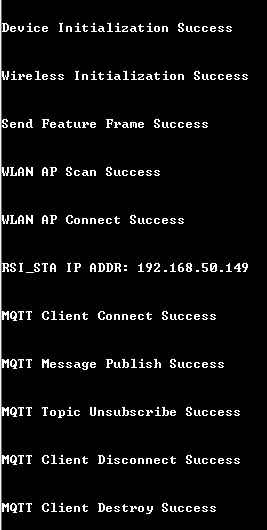 Device Initialization Success
Wireless Initialization Success
Send Feature Frame Success
WLAN AP Scan Success
WLAN AP Connect Success
RSI_STA IP ADDR: 192.168.50.149
MQTT Client Connect Success
MQTT Message Publish Success
MQTT Topic Unsubscribe Success
MQTT Client Disconnect Success
MQTT Client Destroy Success